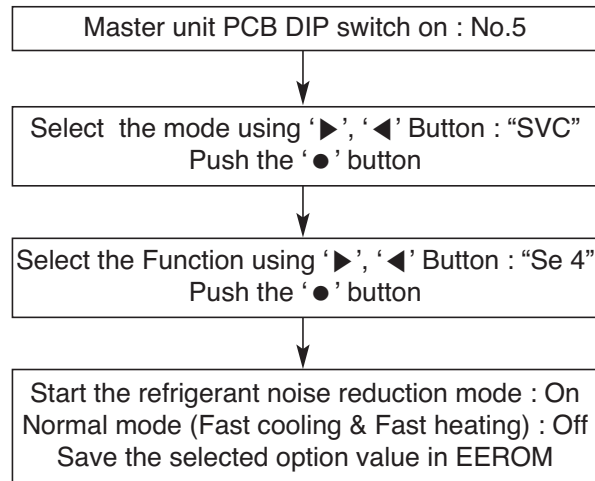 Master unit PCB DIP switch on : No.5
Select the mode using ‘▶’, ‘◀’ Button : “SVC”
Push the ‘●’ button
Select the Function using ‘▶’, ‘◀’ Button : “Se 4”
Push the ‘●’ button
Start the refrigerant noise reduction mode : On
Normal mode (Fast cooling & Fast heating) : Off
Save the selected option value in EEROM